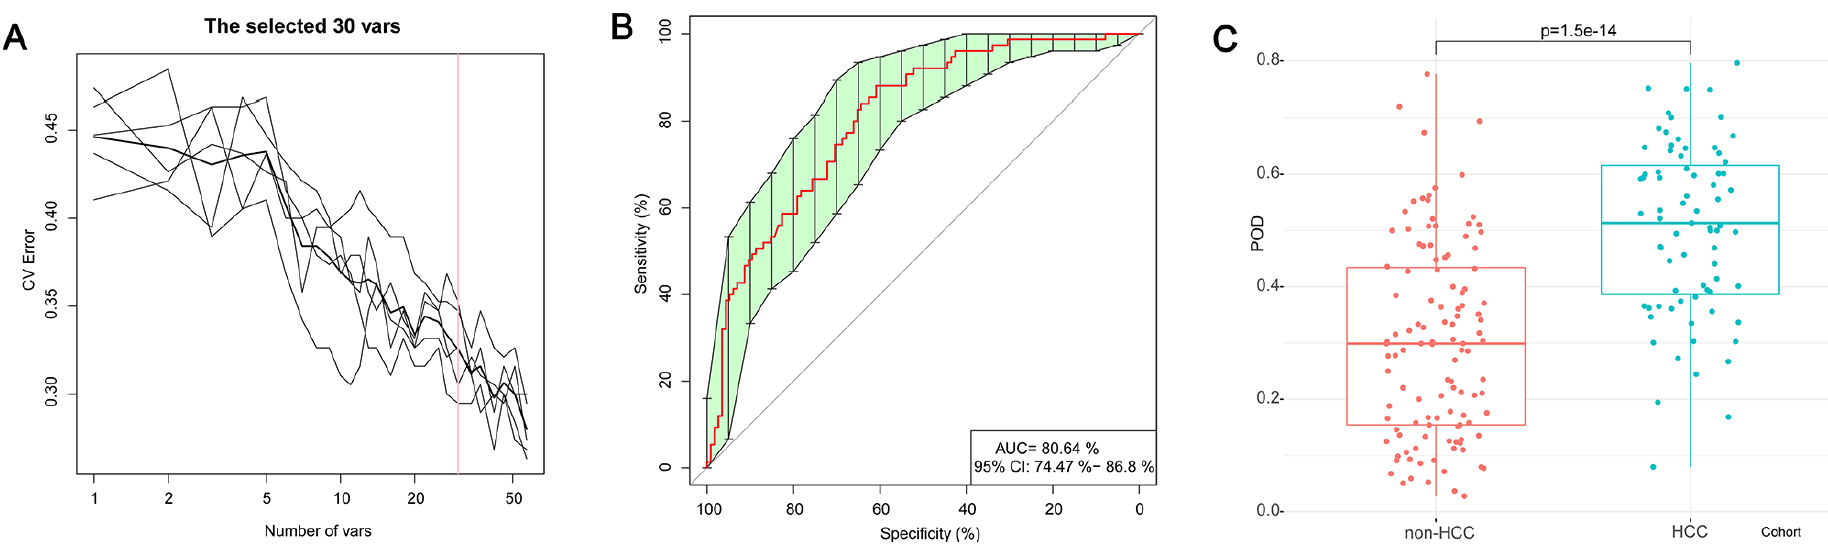 A
The selected 30 vars
CV Error
0.45
0.40
0.35
0.30
1 2 5 10 20 50
Number of vars
B
Sensitivity (%)
100
80
60
40
20
0
AUC= 80.64 %
95% CI: 74.47 %− 86.8 %
100 80 60 40 20 0
Specificity (%)
C
p=1.5e-14
POD
0.8-
0.6-
0.4-
0.2-
0.0-
non-HCC HCC Cohort